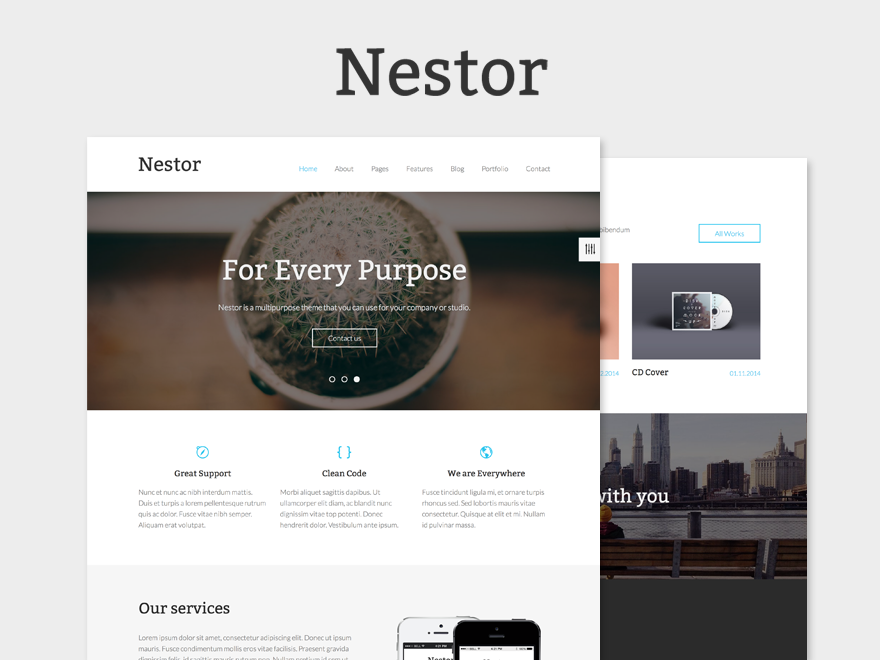 Nestor
Nestor
Home About Pages Features Blog Portfolio Contact
For Every Purpose
Nestor is a multipurpose theme that you can use for your company or studio.
Contact us
Great Support
Nunc et nunc ac nibh interdum mattis.
Duis et turpis a lorem pellentesque rutrum
quis ac dolor. Fusce vitae nibh semper.
Aliquam erat volutpat.
Clean Code
Morbi aliquet sagittis dapibus. Ut
ullamcorper elit diam, ac blandit nunc
dignissim vitae top potenti. Donec
hendrerit dolor. Vestibulum ante ipsum.
We are Everywhere
Fusce tincidunt ligula mi, et ornare turpis
rhoncus sed. Sed lobortis mauris vitae
consectetur. Quisque at elit et mi. Nullam
id pulvinar massa.
Our services
Lorem ipsum dolor sit amet, consectetur adipiscing elit. Donec ut ipsum
mauris. Fusce condimentum mollis eros vitae facilisis. Praesent gravida
bibendum
All Works
2.2014
CD Cover
01.11.2014
with you